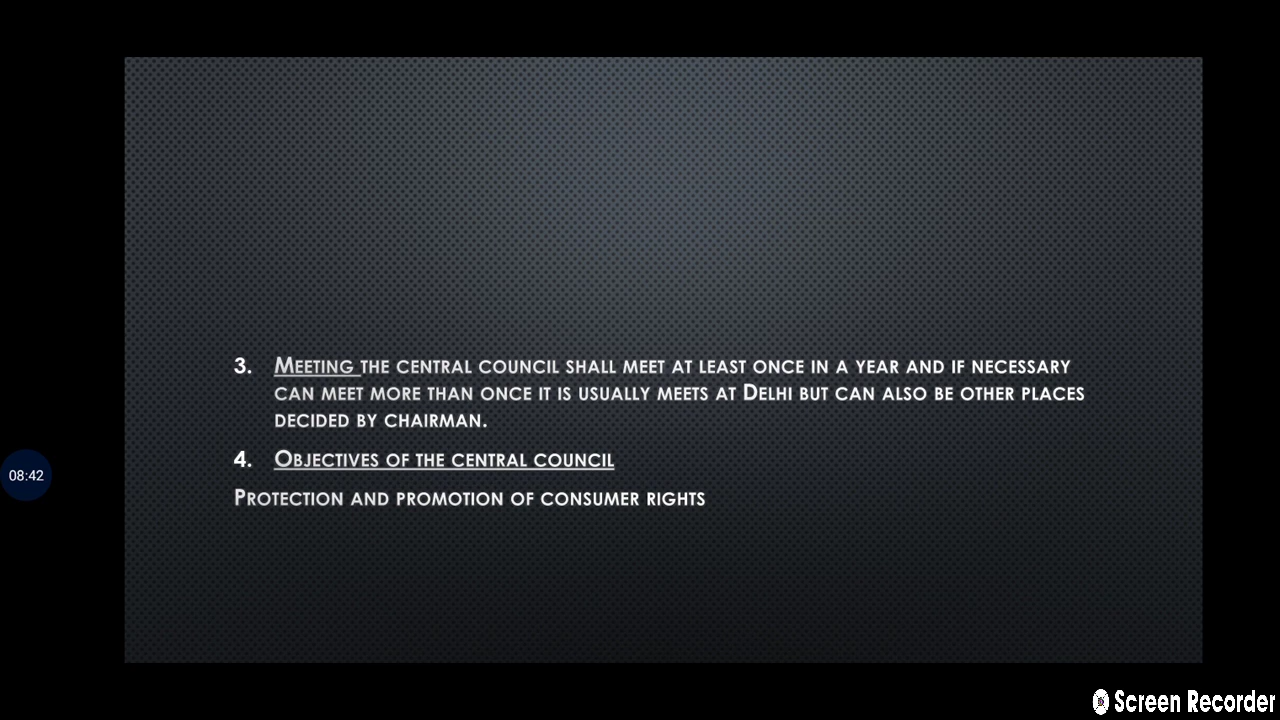 3. Meeting the central council shall meet at least once in a year and if necessary
can meet more than once it is usually meets at Delhi but can also be other places
decided by chairman.
4. Objectives of the central council
Protection and promotion of consumer rights
08:42
Screen Recorder